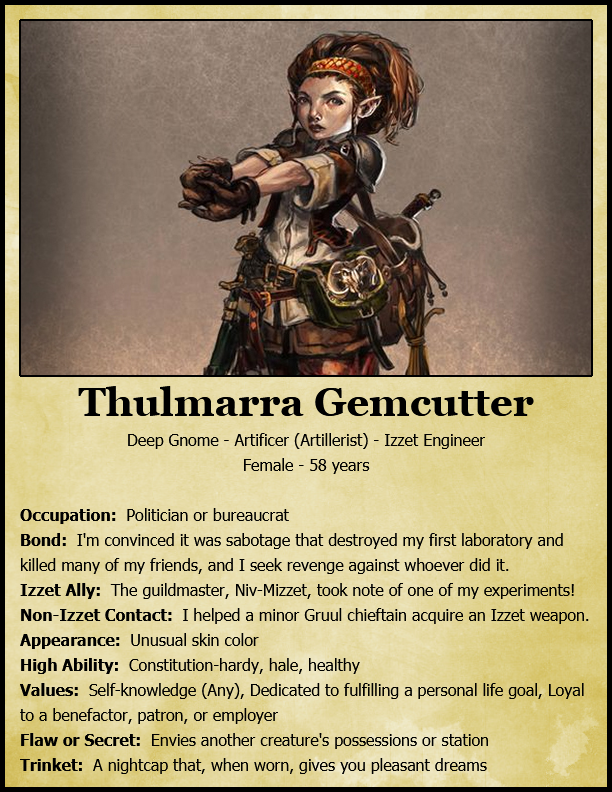 Thulmarra Gemcutter
Deep Gnome - Artificer (Artillerist) - Izzet Engineer
Female - 58 years
Occupation: Politician or bureaucrat
Bond: I'm convinced it was sabotage that destroyed my first laboratory and
killed many of my friends, and I seek revenge against whoever did it.
Izzet Ally: The guildmaster, Niv-Mizzet, took note of one of my experiments!
Non-Izzet Contact: I helped a minor Gruul chieftain acquire an Izzet weapon.
Appearance: Unusual skin color
High Ability: Constitution-hardy, hale, healthy
Values: Self-knowledge (Any), Dedicated to fulfilling a personal life goal, Loyal
to a benefactor, patron, or employer
Flaw or Secret: Envies another creature's possessions or station
Trinket: A nightcap that, when worn, gives you pleasant dreams